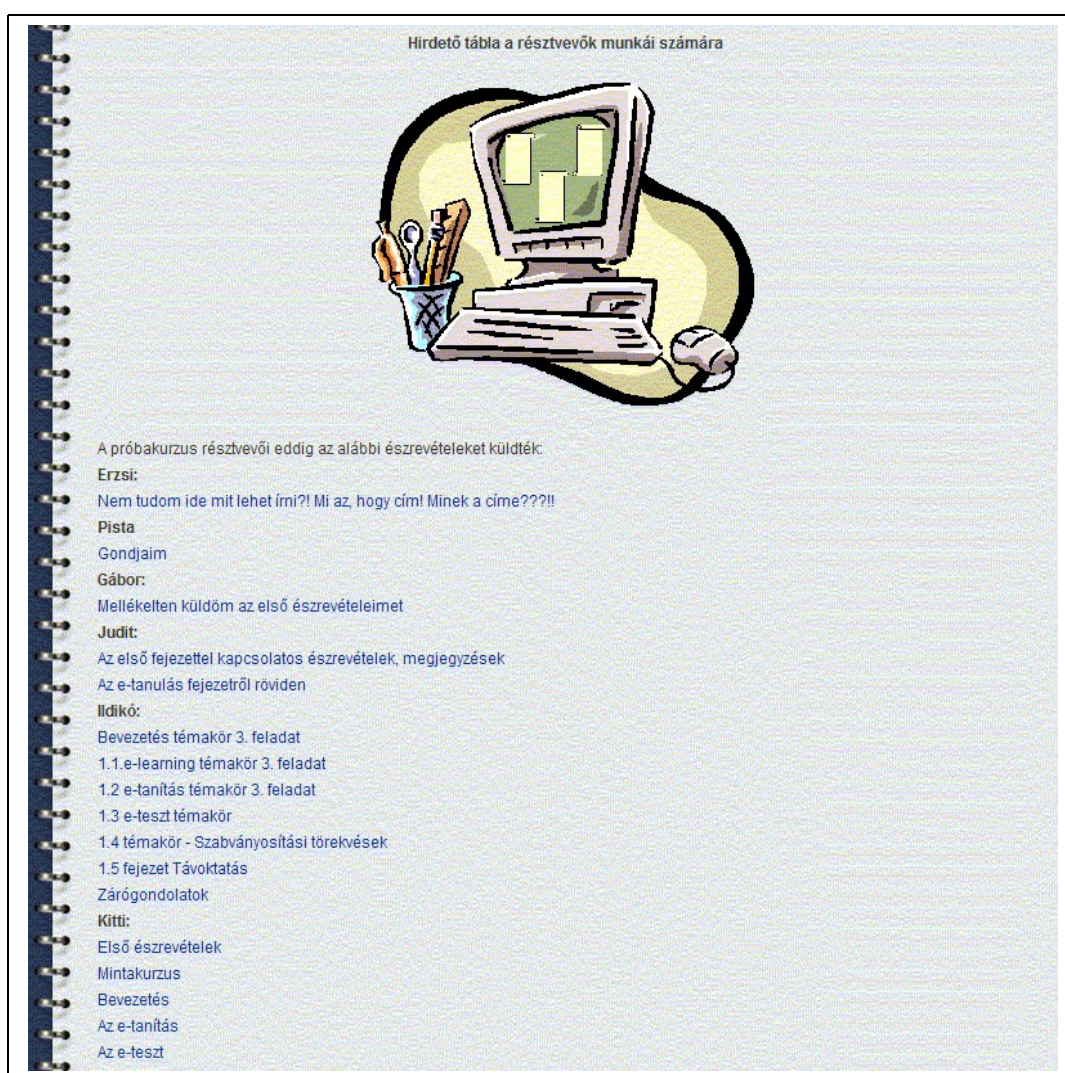 Hirdető tábla a résztvevők munkái számára
A próbakurzus résztvevői eddig az alábbi észrevételeket küldték:
Erzsi:
Nem tudom ide mit lehet írni?! Mi az, hogy cím! Minek a címe???!!
Pista
Gondjaim
Gábor:
Mellékelten küldöm az első észrevételeimet
Judit:
Az első fejezettel kapcsolatos észrevételek, megjegyzések
Az e-tanulás fejezetről röviden
Ildikó:
Bevezetés témakör 3. feladat
1.1.e-learning témakör 3. feladat
1.2 e-tanítás témakör 3. feladat
1.3 e-teszt témakör
1.4 témakör - Szabványosítási törekvések
1.5 fejezet Távoktatás
Zárógondolatok
Kitti:
Első észrevételek
Mintakurzus
Bevezetés
Az e-tanítás
Az e-teszt